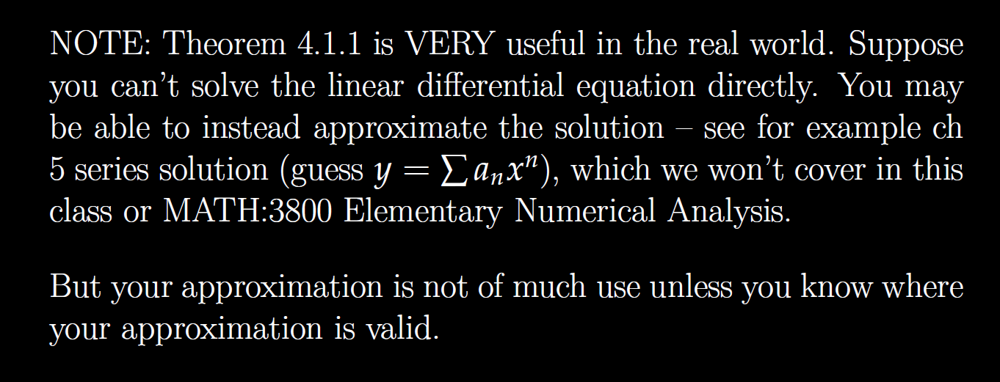 NOTE: Theorem 4.1.1 is VERY useful in the real world. Suppose
you can't solve the linear differential equation directly. You may
be able to instead approximate the solution – see for example ch
5 series solution (guess y = ∑ aₙxⁿ), which we won't cover in this
class or MATH:3800 Elementary Numerical Analysis.
But your approximation is not of much use unless you know where
your approximation is valid.